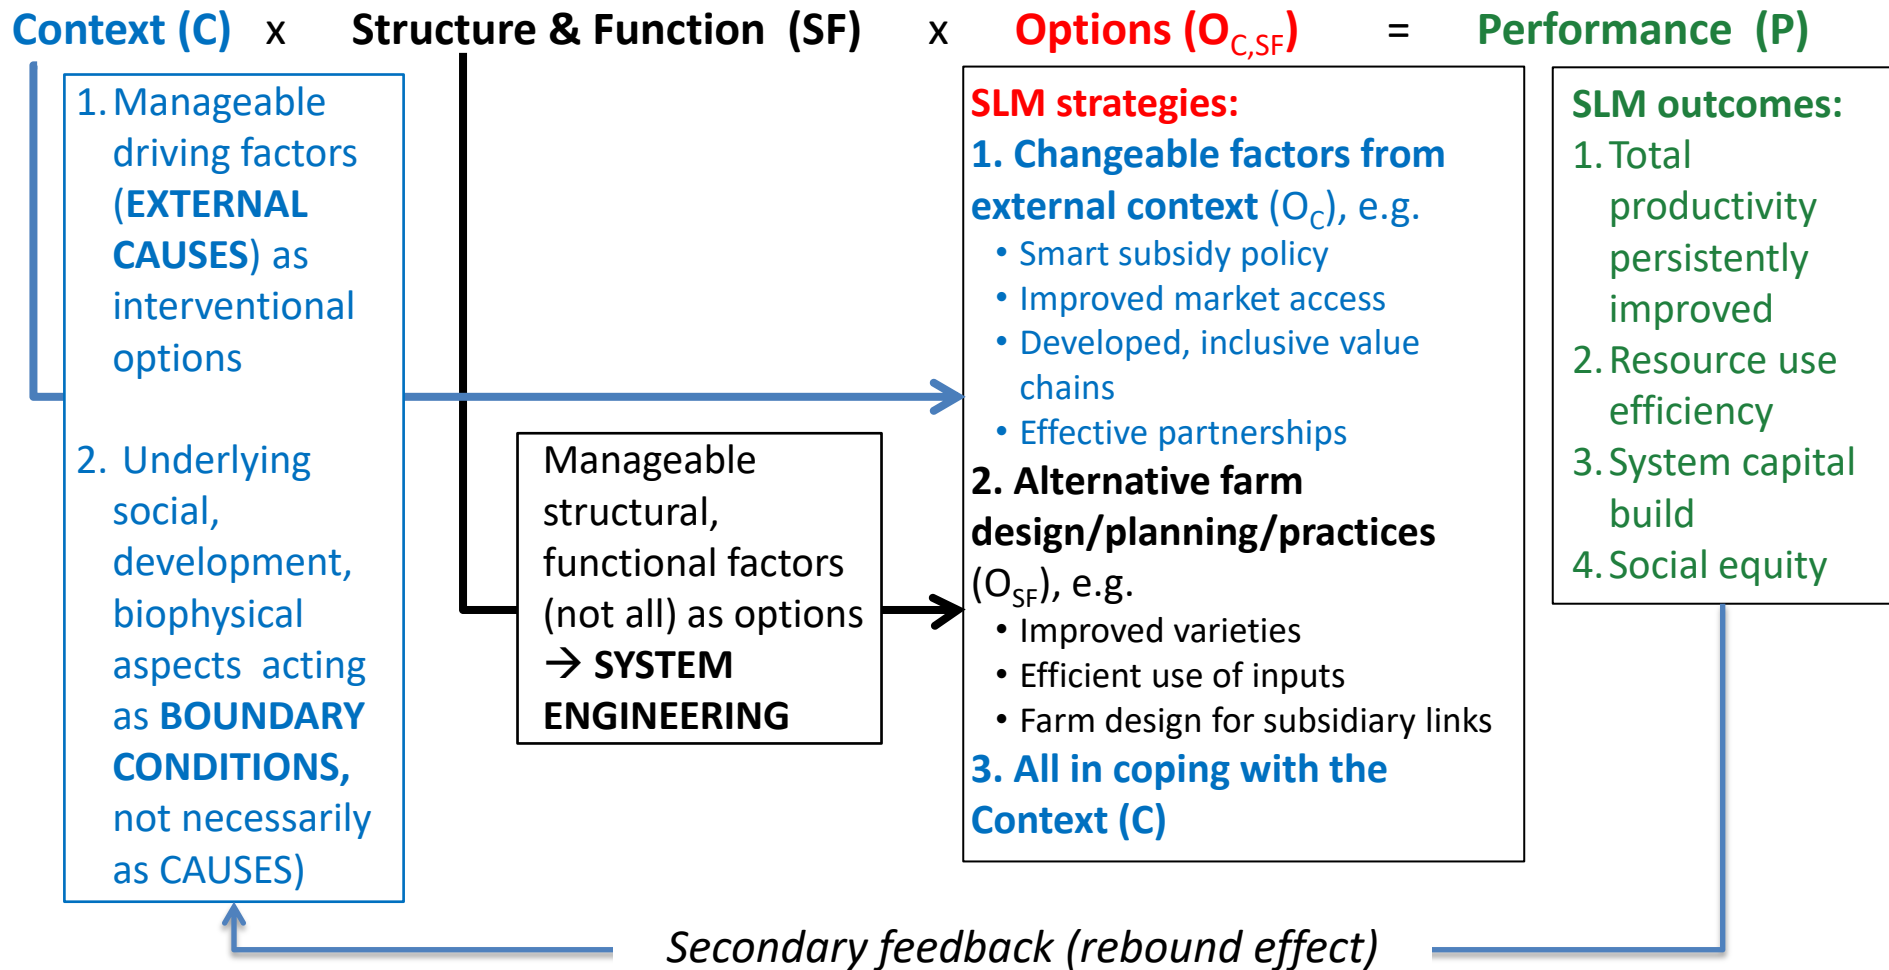 Context (C) x Structure & Function (SF) x Options (O_C,SF) = Performance (P)
1. Manageable
driving factors
(EXTERNAL
CAUSES) as
interventional
options
2. Underlying
social,
development,
biophysical
aspects acting
as BOUNDARY
CONDITIONS,
not necessarily
as CAUSES)
Manageable
structural,
functional factors
(not all) as options
→ SYSTEM
ENGINEERING
SLM strategies:
1. Changeable factors from
external context (O_C), e.g.
• Smart subsidy policy
• Improved market access
• Developed, inclusive value
chains
• Effective partnerships
2. Alternative farm
design/planning/practices
(O_SF), e.g.
• Improved varieties
• Efficient use of inputs
• Farm design for subsidiary links
3. All in coping with the
Context (C)
SLM outcomes:
1. Total
productivity
persistently
improved
2. Resource use
efficiency
3. System capital
build
4. Social equity
Secondary feedback (rebound effect)